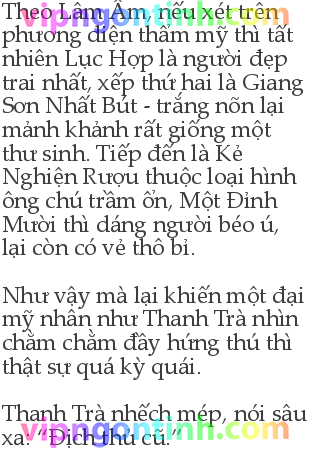 Theo Lâm Âm, nếu xét trên
phương diện thẩm mỹ thì tất
nhiên Lục Hợp là người đẹp
trai nhất, xếp thứ hai là Giang
Sơn Nhất Bút - trắng nõn lại
mảnh khảnh rất giống một
thư sinh. Tiếp đến là Kẻ
Nghiện Rượu thuộc loại hình
ông chú trầm ổn, Một Đỉnh
Mười thì dáng người béo ú,
lại còn có vẻ thô bỉ.
Như vậy mà lại khiến một đại
mỹ nhân như Thanh Trà nhìn
chằm chằm đầy hứng thú thì
thật sự quá kỳ quái.
Thanh Trà nhếch mép, nói sâu
xa: “Địch thủ cũ.”
vipngontinh.com
vipngontinh.com